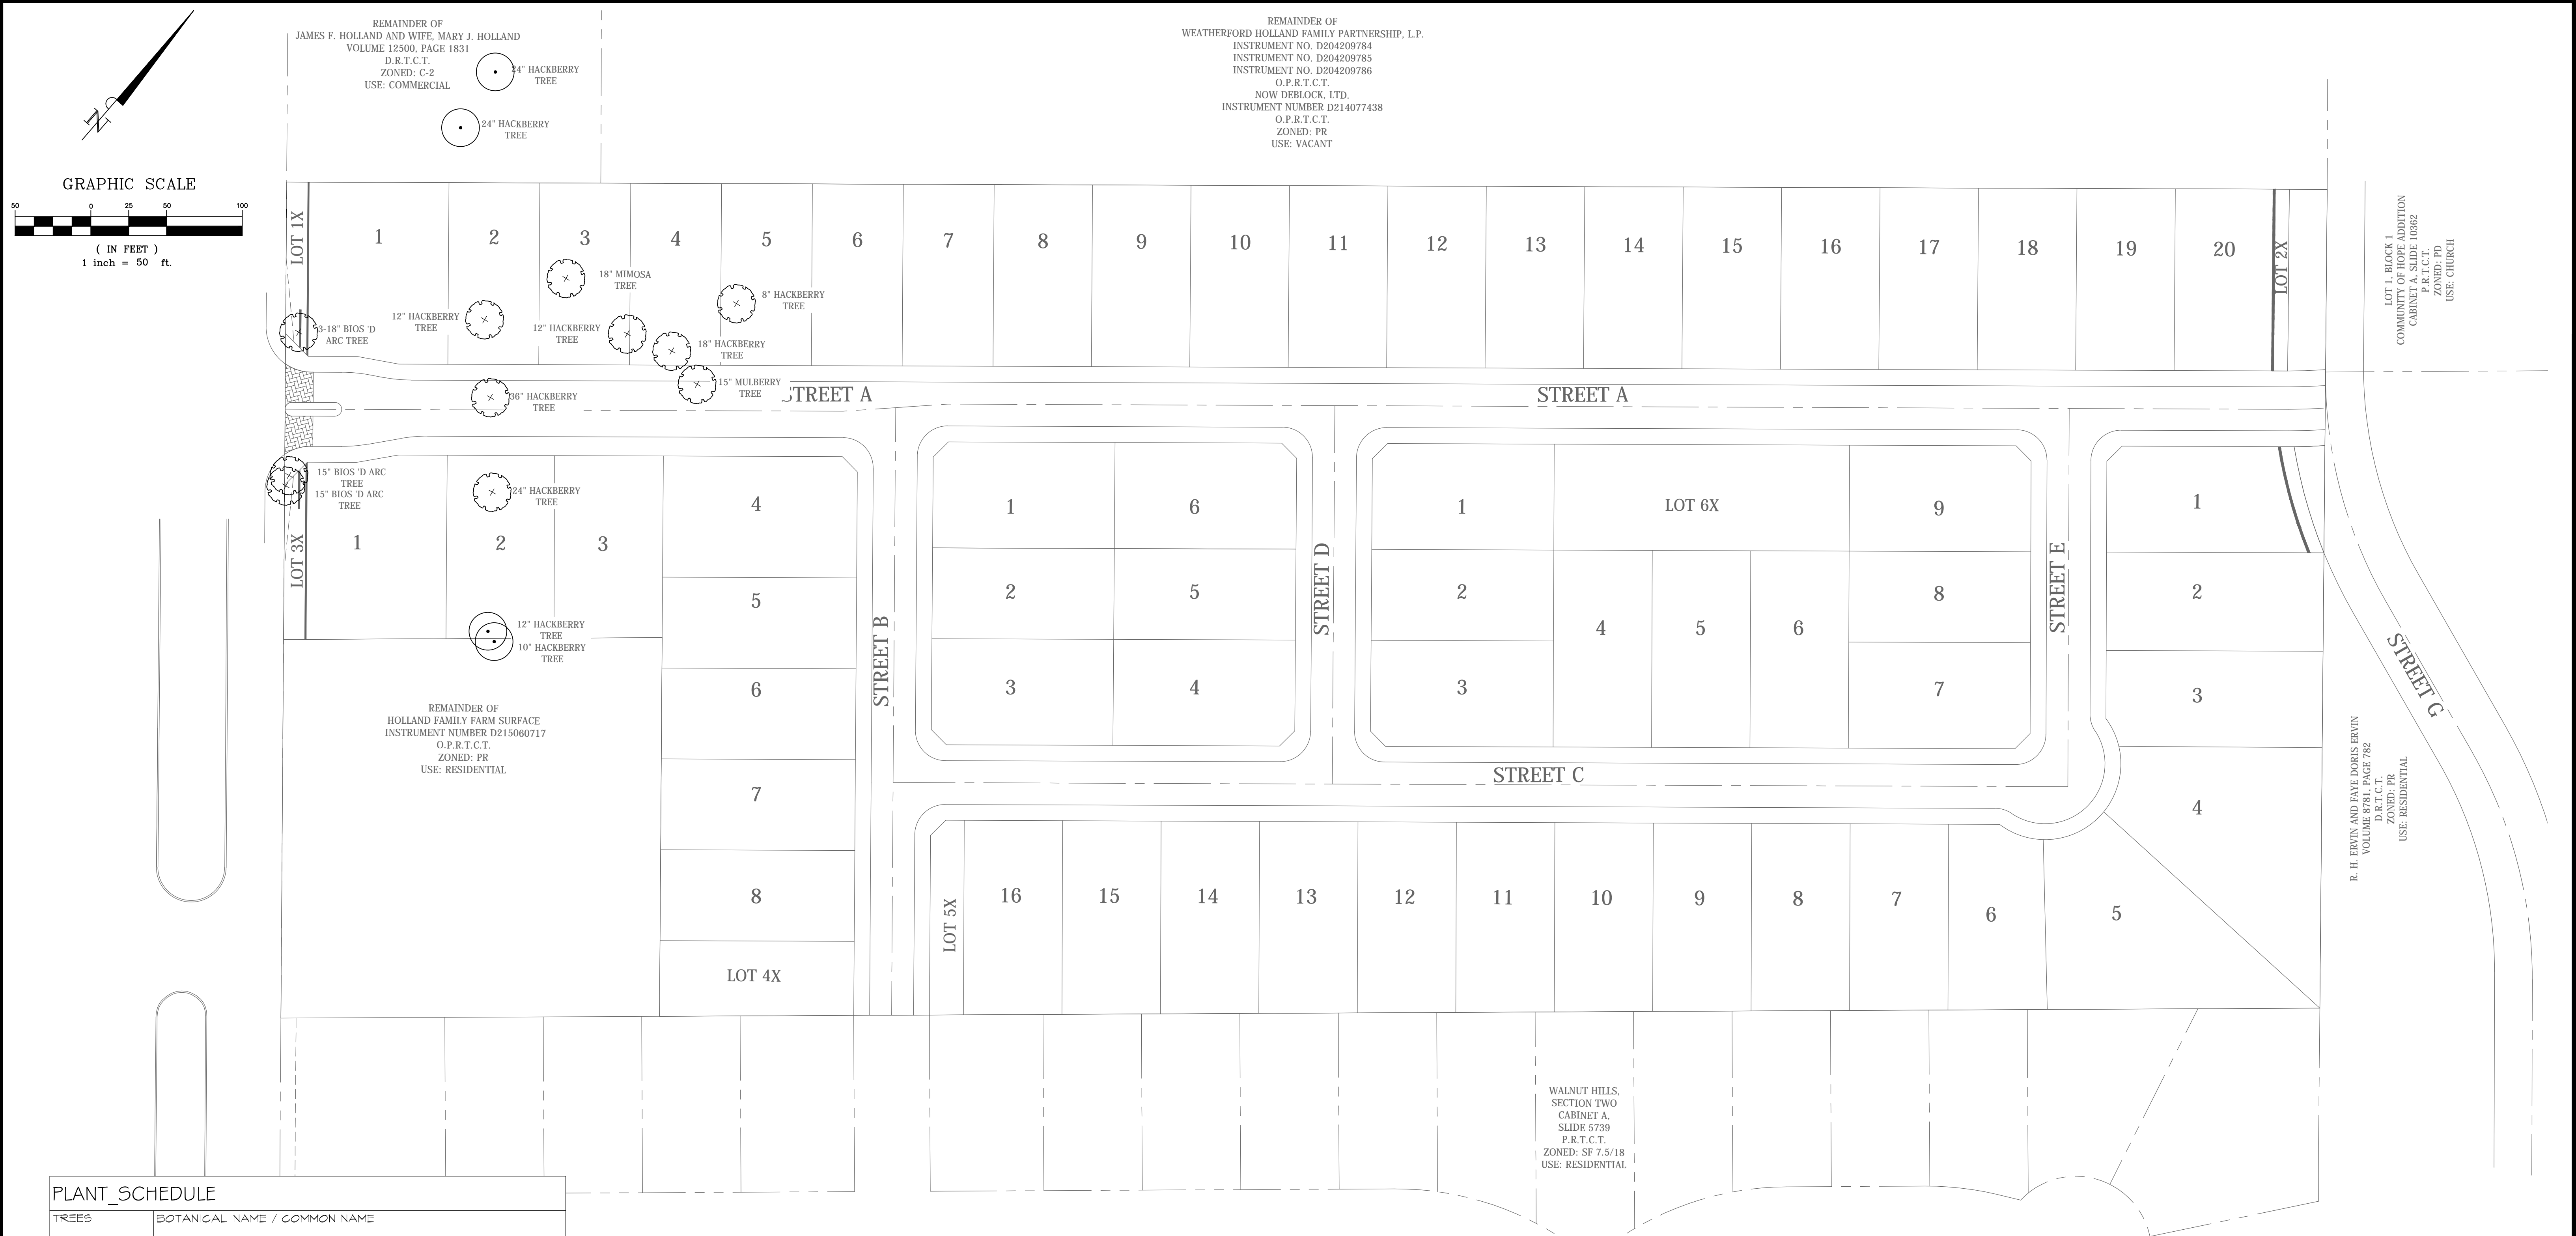 REMAINDER OF
JAMES F. HOLLAND AND WIFE, MARY J. HOLLAND
VOLUME 12500, PAGE 1831
D.R.T.C.T.
ZONED: C-2
USE: COMMERCIAL
24" HACKBERRY
TREE
24" HACKBERRY
TREE
REMAINDER OF
WEATHERFORD HOLLAND FAMILY PARTNERSHIP, L.P.
INSTRUMENT NO. D204209784
INSTRUMENT NO. D204209785
INSTRUMENT NO. D204209786
O.P.R.T.C.T.
NOW DEBLOCK, LTD.
INSTRUMENT NUMBER D214077438
O.P.R.T.C.T.
ZONED: PR
USE: VACANT
N
GRAPHIC SCALE
50 0 25 50 100
( IN FEET )
1 inch = 50 ft.
LOT 1X
1 2 3 4 5 6 7 8 9 10 11 12 13 14 15 16 17 18 19 20
LOT 2X
LOT 1, BLOCK 1
COMMUNITY OF HOPE ADDITION
CABINET A, SLIDE 10362
P.R.T.C.T.
ZONED: PD
USE: CHURCH
18" MIMOSA
TREE
8" HACKBERRY
TREE
12" HACKBERRY
TREE
12" HACKBERRY
TREE
3-18" BIOS 'D
ARC TREE
18" HACKBERRY
TREE
15" MULBERRY
TREE
36" HACKBERRY
TREE
STREET A
STREET A
15" BIOS 'D ARC
TREE
15" BIOS 'D ARC
TREE
24" HACKBERRY
TREE
LOT 3X
1 2 3
4
5
6
7
8
LOT 4X
12" HACKBERRY
TREE
10" HACKBERRY
TREE
REMAINDER OF
HOLLAND FAMILY FARM SURFACE
INSTRUMENT NUMBER D215060717
O.P.R.T.C.T.
ZONED: PR
USE: RESIDENTIAL
STREET B
1 6
2 5
3 4
STREET D
1 LOT 6X 9
2 8
4 5 6
3 7
STREET E
1
2
3
4
STREET G
R. H. ERVIN AND FAYE DORIS ERVIN
VOLUME 8781, PAGE 782
D.R.T.C.T.
ZONED: PR
USE: RESIDENTIAL
STREET C
LOT 5X
16 15 14 13 12 11 10 9 8 7 6 5
WALNUT HILLS,
SECTION TWO
CABINET A,
SLIDE 5739
P.R.T.C.T.
ZONED: SF 7.5/18
USE: RESIDENTIAL
PLANT_SCHEDULE
TREES BOTANICAL NAME / COMMON NAME